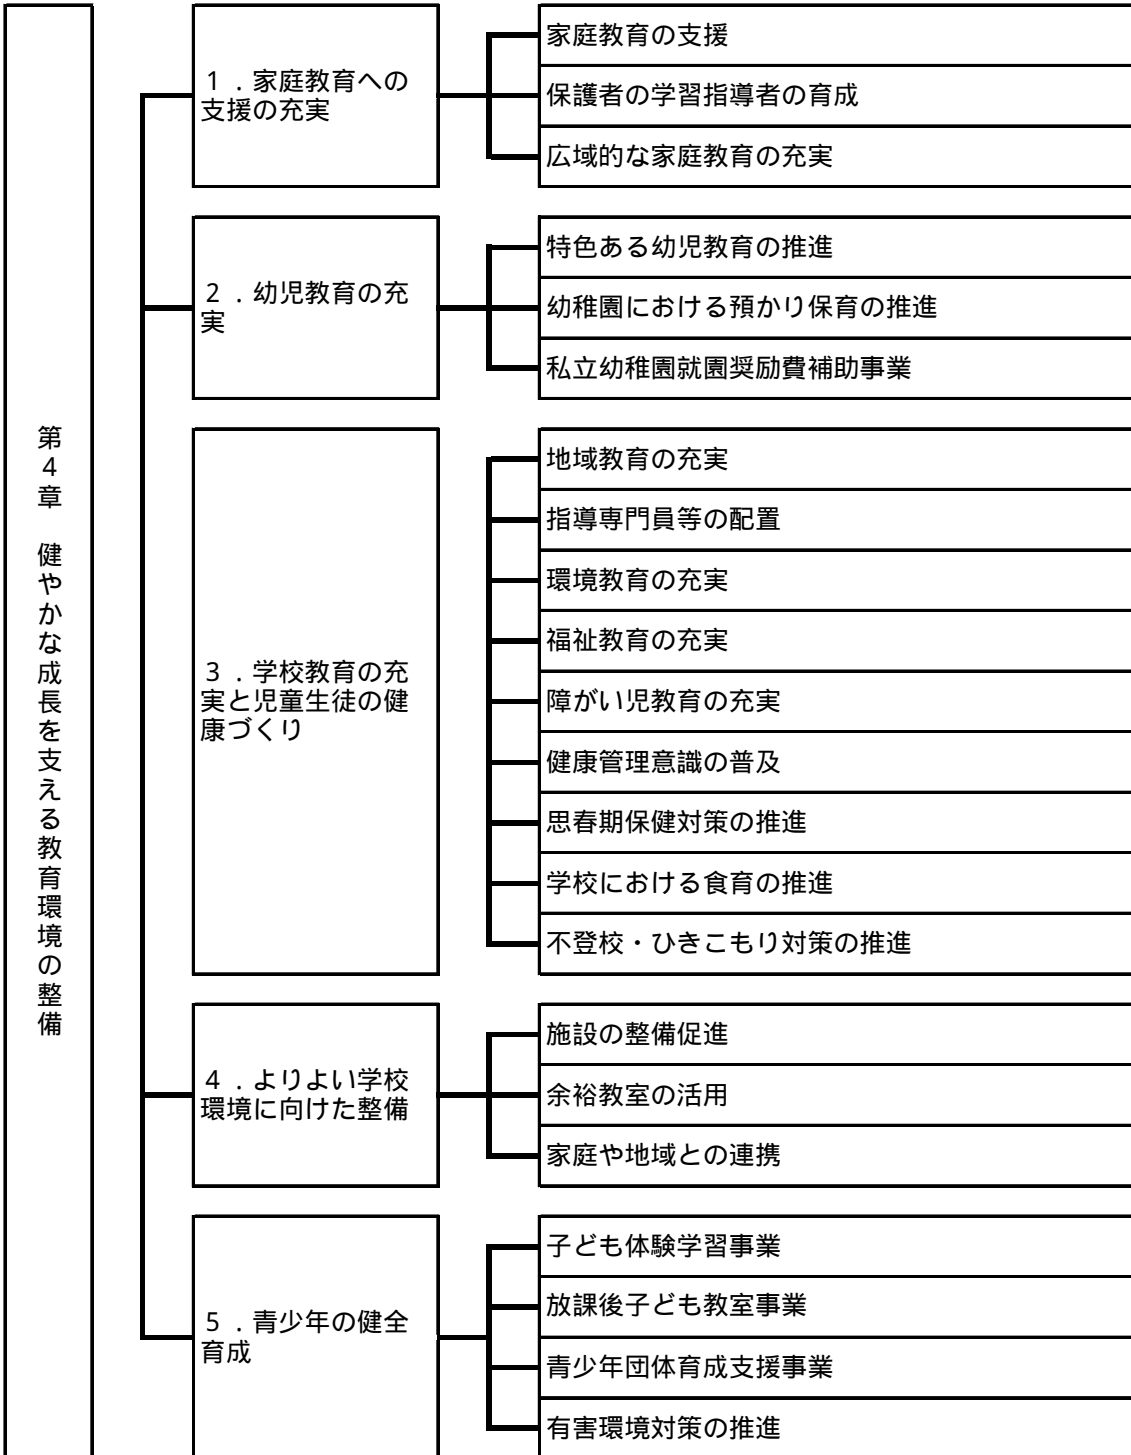 第4章　健やかな成長を支える教育環境の整備
１．家庭教育への
支援の充実
家庭教育の支援
保護者の学習指導者の育成
広域的な家庭教育の充実
２．幼児教育の充
実
特色ある幼児教育の推進
幼稚園における預かり保育の推進
私立幼稚園就園奨励費補助事業
３．学校教育の充
実と児童生徒の健
康づくり
地域教育の充実
指導専門員等の配置
環境教育の充実
福祉教育の充実
障がい児教育の充実
健康管理意識の普及
思春期保健対策の推進
学校における食育の推進
不登校・ひきこもり対策の推進
４．よりよい学校
環境に向けた整備
施設の整備促進
余裕教室の活用
家庭や地域との連携
５．青少年の健全
育成
子ども体験学習事業
放課後子ども教室事業
青少年団体育成支援事業
有害環境対策の推進